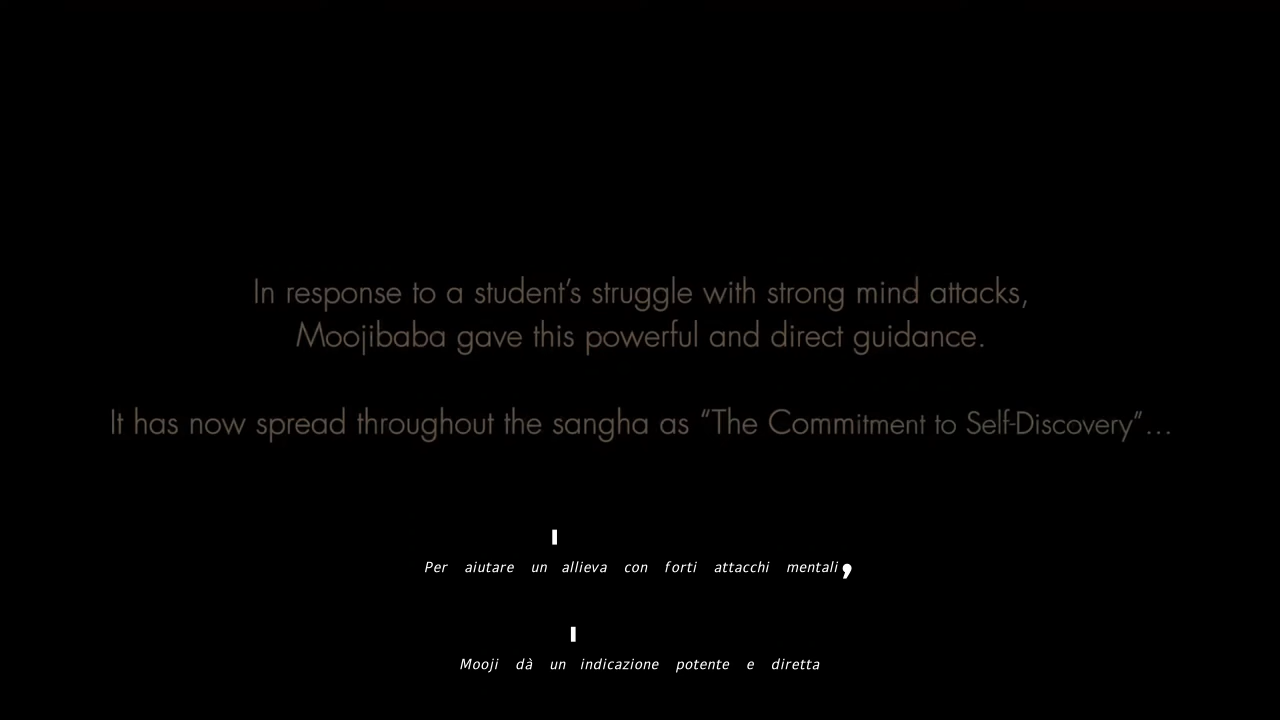 In response to a student’s struggle with strong mind attacks,
Moojibaba gave this powerful and direct guidance.
It has now spread throughout the sangha as “The Commitment to Self-Discovery”...
Per aiutare un'allieva con forti attacchi mentali,
Mooji dà un'indicazione potente e diretta